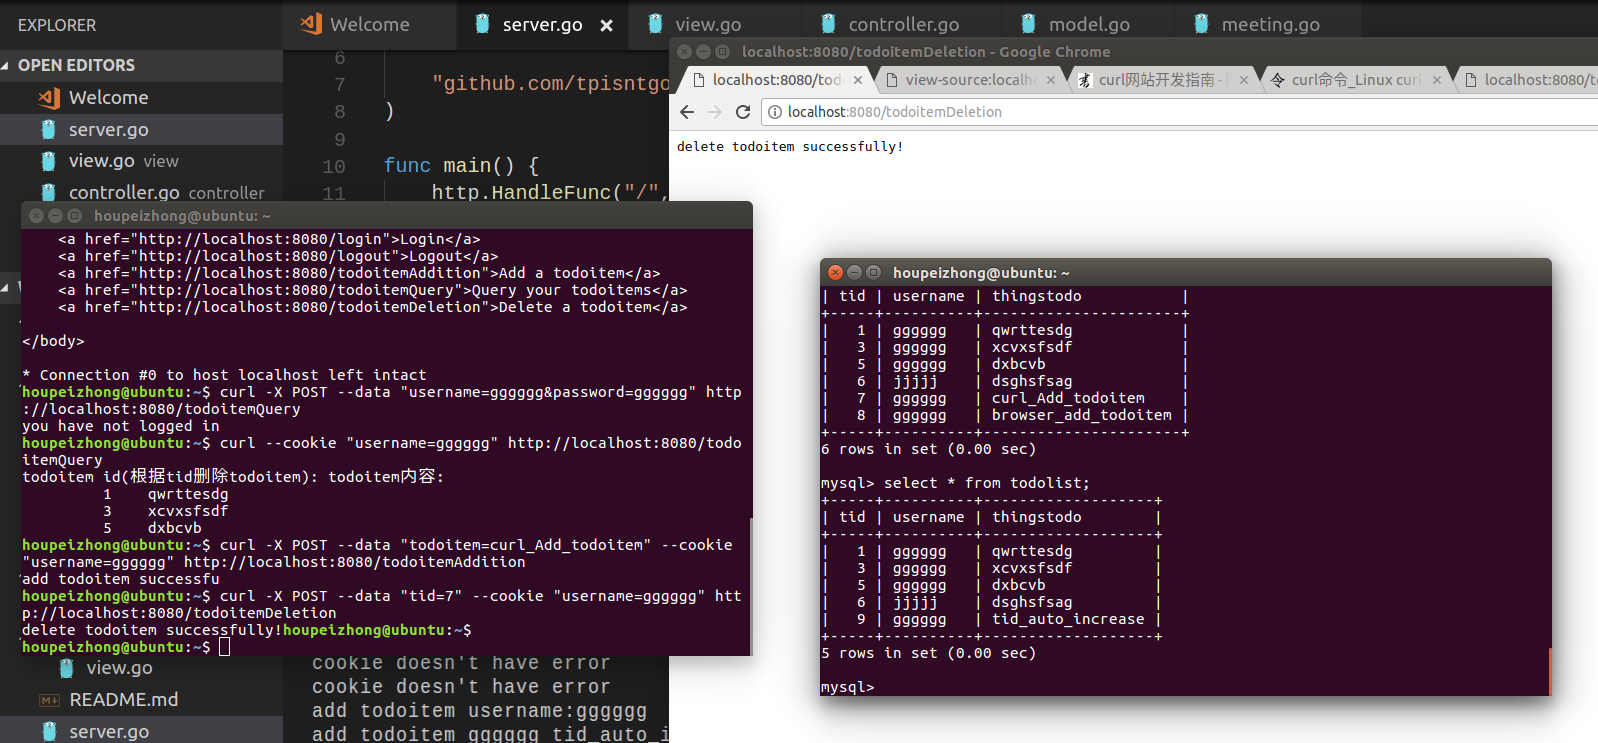 EXPLORER
OPEN EDITORS
Welcome
server.go
view.go view
controller.go controller
view.go
README.md
server.go
Welcome
server.go
view.go
controller.go
model.go
meeting.go
6
7 "github.com/tpisntgo
8 )
9
10 func main() {
11 http.HandleFunc("/",
localhost:8080/todoitemDeletion - Google Chrome
localhost:8080/tod
view-source:localh
curl网站开发指南 -
curl命令_Linux cur
localhost:8080/to
localhost:8080/todoitemDeletion
delete todoitem successfully!
houpeizhong@ubuntu: ~
<a href="http://localhost:8080/login">Login</a>
<a href="http://localhost:8080/logout">Logout</a>
<a href="http://localhost:8080/todoitemAddition">Add a todoitem</a>
<a href="http://localhost:8080/todoitemQuery">Query your todoitems</a>
<a href="http://localhost:8080/todoitemDeletion">Delete a todoitem</a>
</body>
* Connection #0 to host localhost left intact
houpeizhong@ubuntu:~$ curl -X POST --data "username=gggggg&password=gggggg" http
://localhost:8080/todoitemQuery
you have not logged in
houpeizhong@ubuntu:~$ curl --cookie "username=gggggg" http://localhost:8080/todo
itemQuery
todoitem id(根据tid删除todoitem): todoitem内容:
1 qwrttesdg
3 xcvxsfsdf
5 dxbcvb
houpeizhong@ubuntu:~$ curl -X POST --data "todoitem=curl_Add_todoitem" --cookie
"username=gggggg" http://localhost:8080/todoitemAddition
add todoitem successfu
houpeizhong@ubuntu:~$ curl -X POST --data "tid=7" --cookie "username=gggggg" htt
p://localhost:8080/todoitemDeletion
delete todoitem successfully!houpeizhong@ubuntu:~$
houpeizhong@ubuntu:~$
cookie doesn't have error
cookie doesn't have error
add todoitem username:gggggg
add todoitem gggggg tid_auto_i
houpeizhong@ubuntu: ~
| tid | username | thingstodo |
+-----+----------+----------------------+
| 1 | gggggg | qwrttesdg |
| 3 | gggggg | xcvxsfsdf |
| 5 | gggggg | dxbcvb |
| 6 | jjjjj | dsghsfsag |
| 7 | gggggg | curl_Add_todoitem |
| 8 | gggggg | browser_add_todoitem |
+-----+----------+----------------------+
6 rows in set (0.00 sec)
mysql> select * from todolist;
+-----+----------+-------------------+
| tid | username | thingstodo |
+-----+----------+-------------------+
| 1 | gggggg | qwrttesdg |
| 3 | gggggg | xcvxsfsdf |
| 5 | gggggg | dxbcvb |
| 6 | jjjjj | dsghsfsag |
| 9 | gggggg | tid_auto_increase |
+-----+----------+-------------------+
5 rows in set (0.00 sec)
mysql>